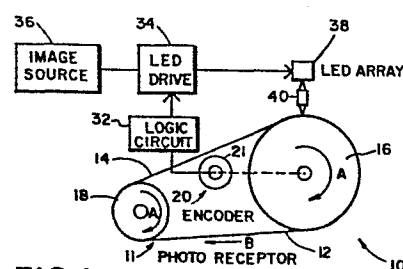 36
34
38
IMAGE
SOURCE
LED
DRIVE
LED ARRAY
40
32
LOGIC
CIRCUIT
14
21
16
18
A
A
20
ENCODER
11
B
12
10
PHOTO RECEPTOR